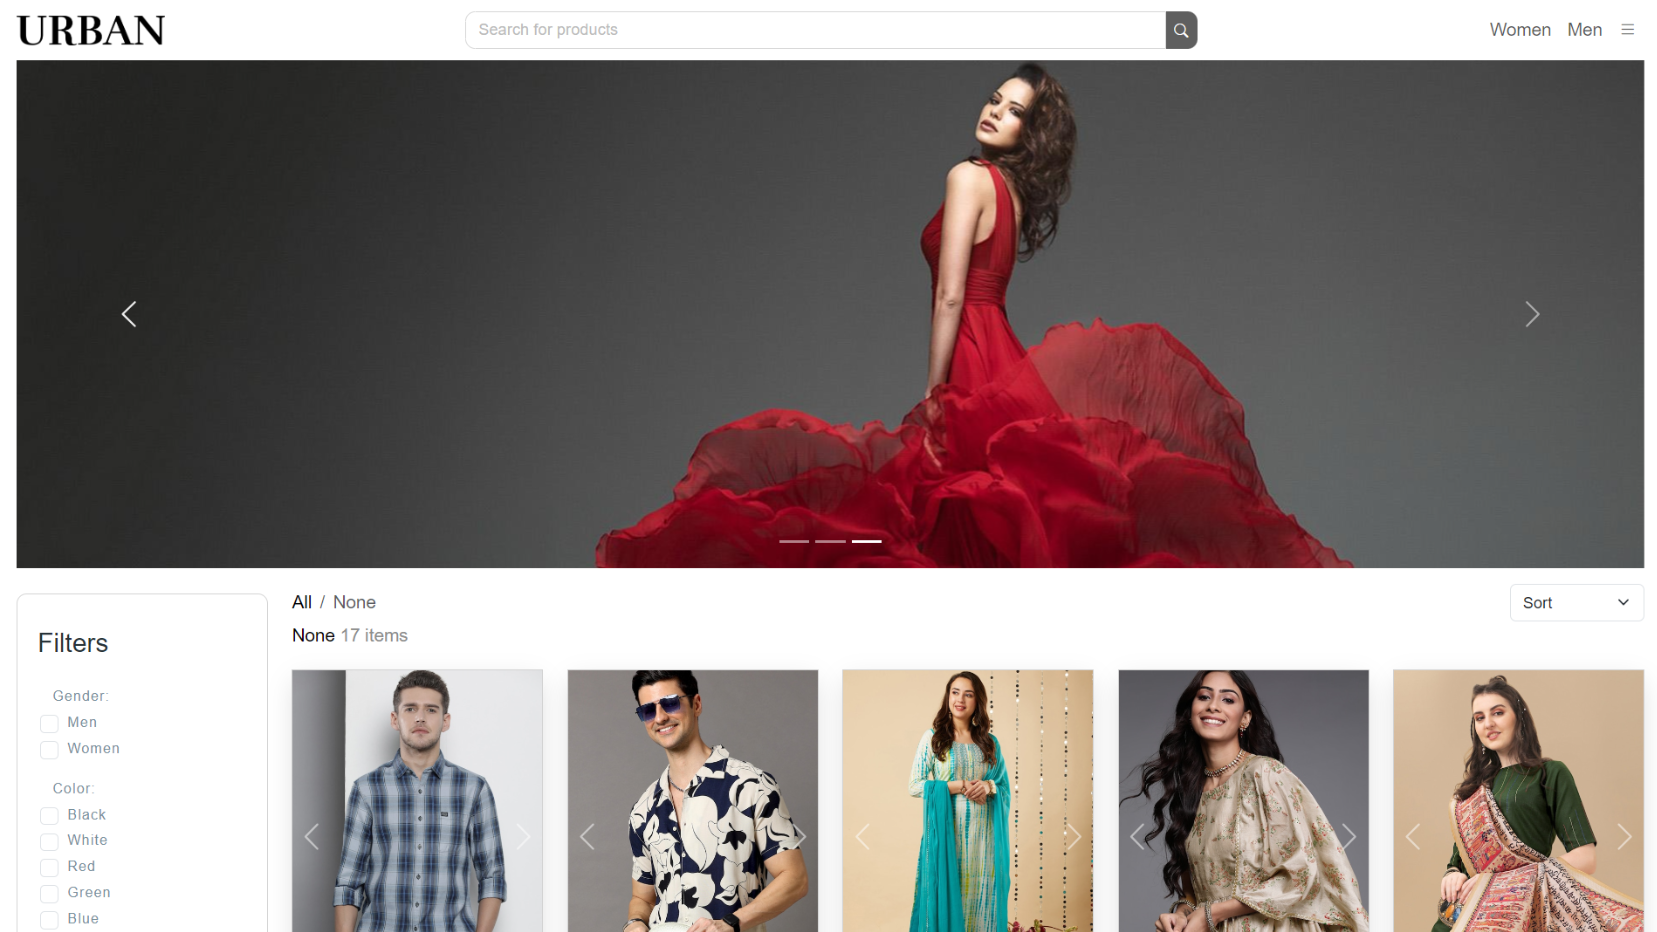 URBAN
Search for products
Women Men
All / None
Sort
None 17 items
Filters
Gender:
Men
Women
Color:
Black
White
Red
Green
Blue